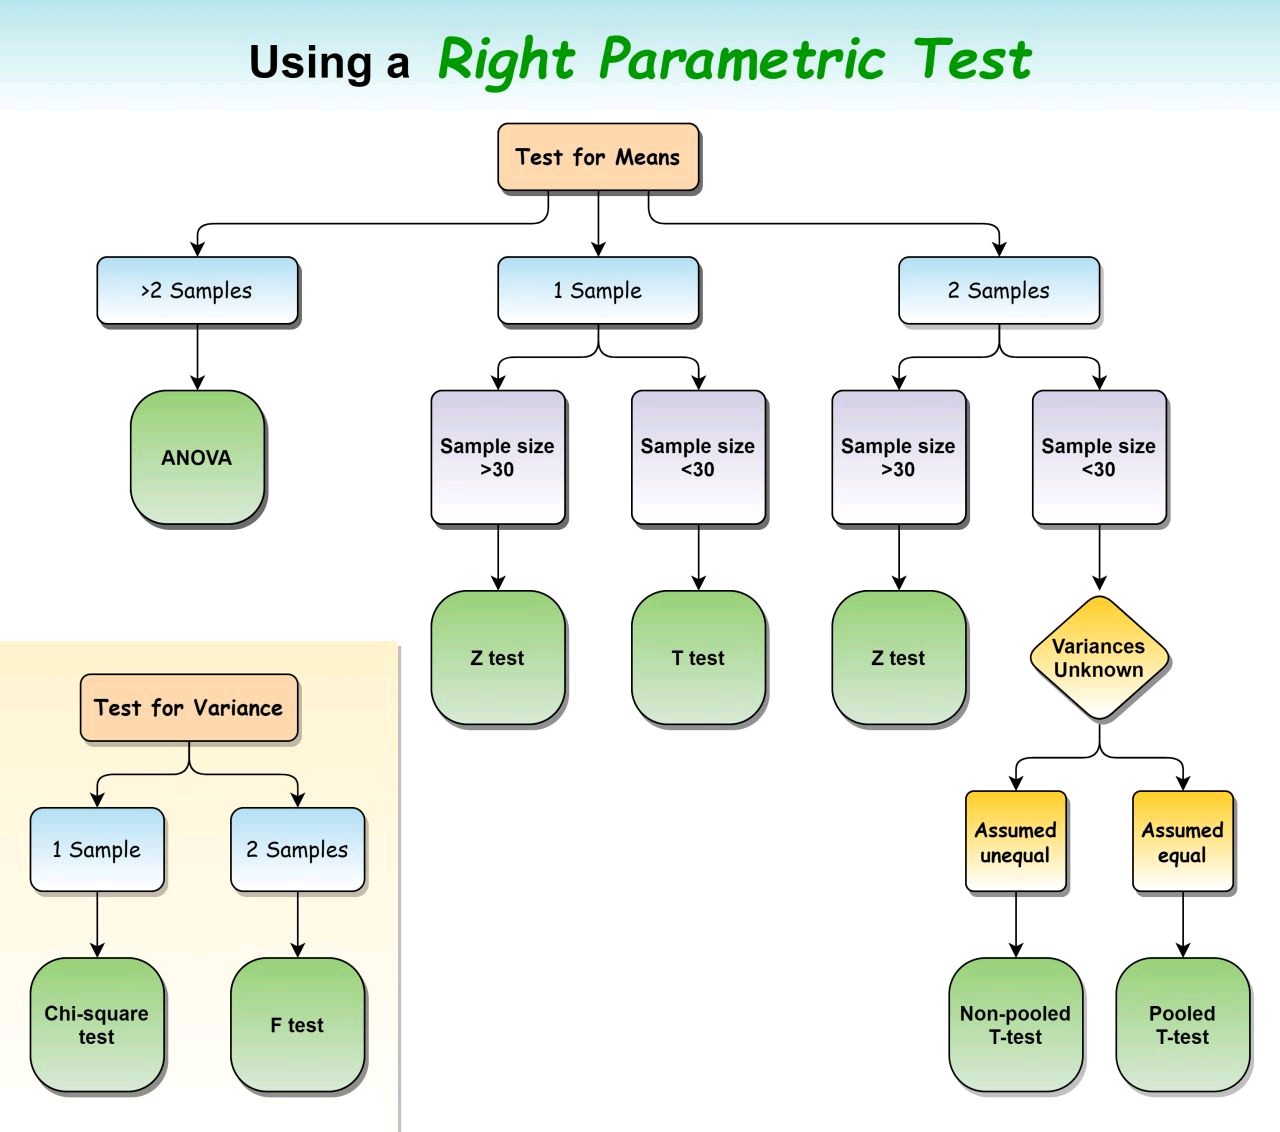 Using a Right Parametric Test
Test for Means
>2 Samples
1 Sample
2 Samples
ANOVA
Sample size
>30
Sample size
<30
Sample size
>30
Sample size
<30
Z test
T test
Z test
Variances
Unknown
Assumed
unequal
Assumed
equal
Non-pooled
T-test
Pooled
T-test
Test for Variance
1 Sample
2 Samples
Chi-square
test
F test